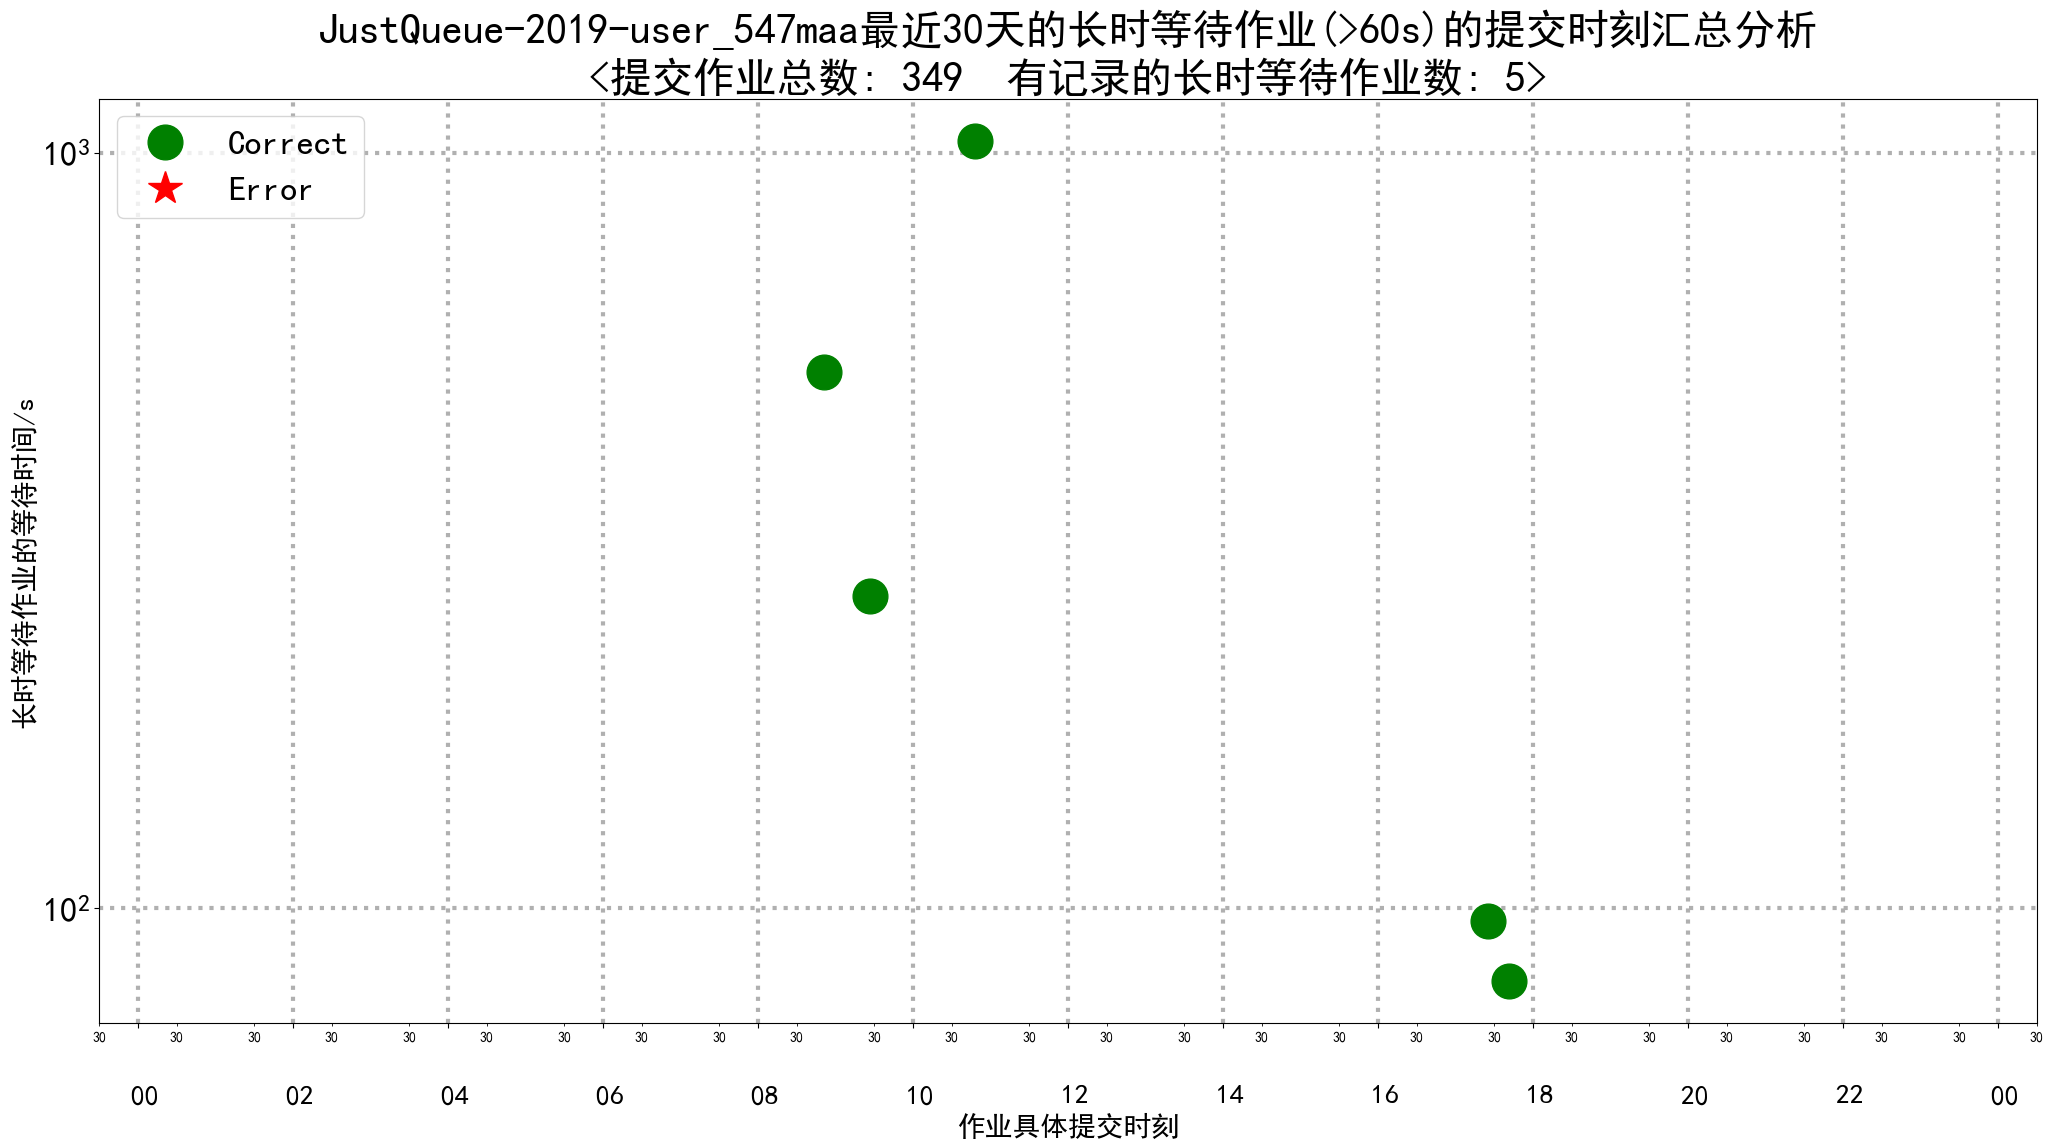 JustQueue-2019-user_547maa最近30天的长时等待作业(>60s)的提交时刻汇总分析
<提交作业总数: 349  有记录的长时等待作业数: 5>
Correct
Error
10³
10²
长时等待作业的等待时间/s
30 30 30 30 30 30 30 30 30 30 30 30 30 30 30 30 30 30 30 30 30 30 30 30 30 30
00 02 04 06 08 10 12 14 16 18 20 22 00
作业具体提交时刻